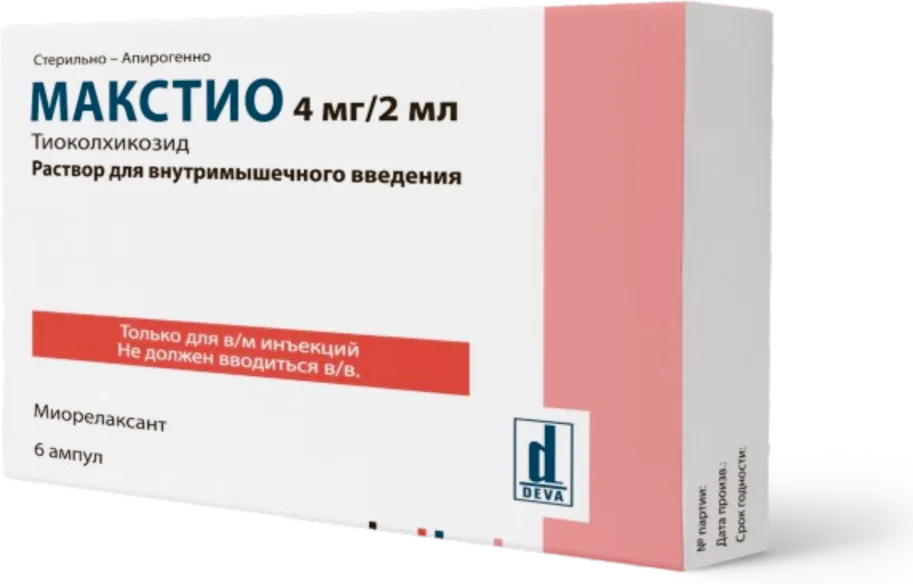 Стерильно – Апирогенно
МАКСТИО 4 мг/2 мл
Тиоколхикозид
Раствор для внутримышечного введения
Только для в/м инъекций
Не должен вводиться в/в.
Миорелаксант
6 ампул
d
DEVA
№ партии:
Дата произв.:
Срок годности: